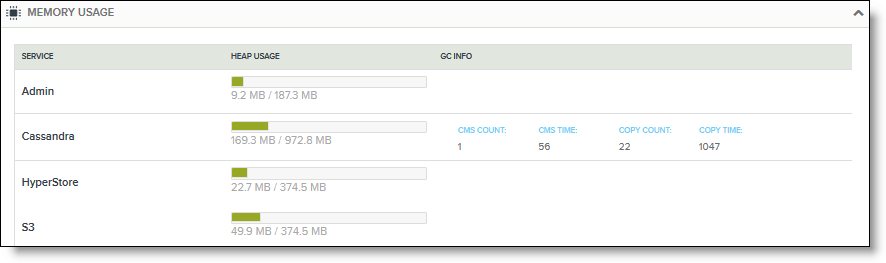 MEMORY USAGE
SERVICE HEAP USAGE GC INFO
Admin 9.2 MB / 187.3 MB
Cassandra 169.3 MB / 972.8 MB CMS COUNT: CMS TIME: COPY COUNT: COPY TIME:
1 56 22 1047
HyperStore 22.7 MB / 374.5 MB
S3 49.9 MB / 374.5 MB